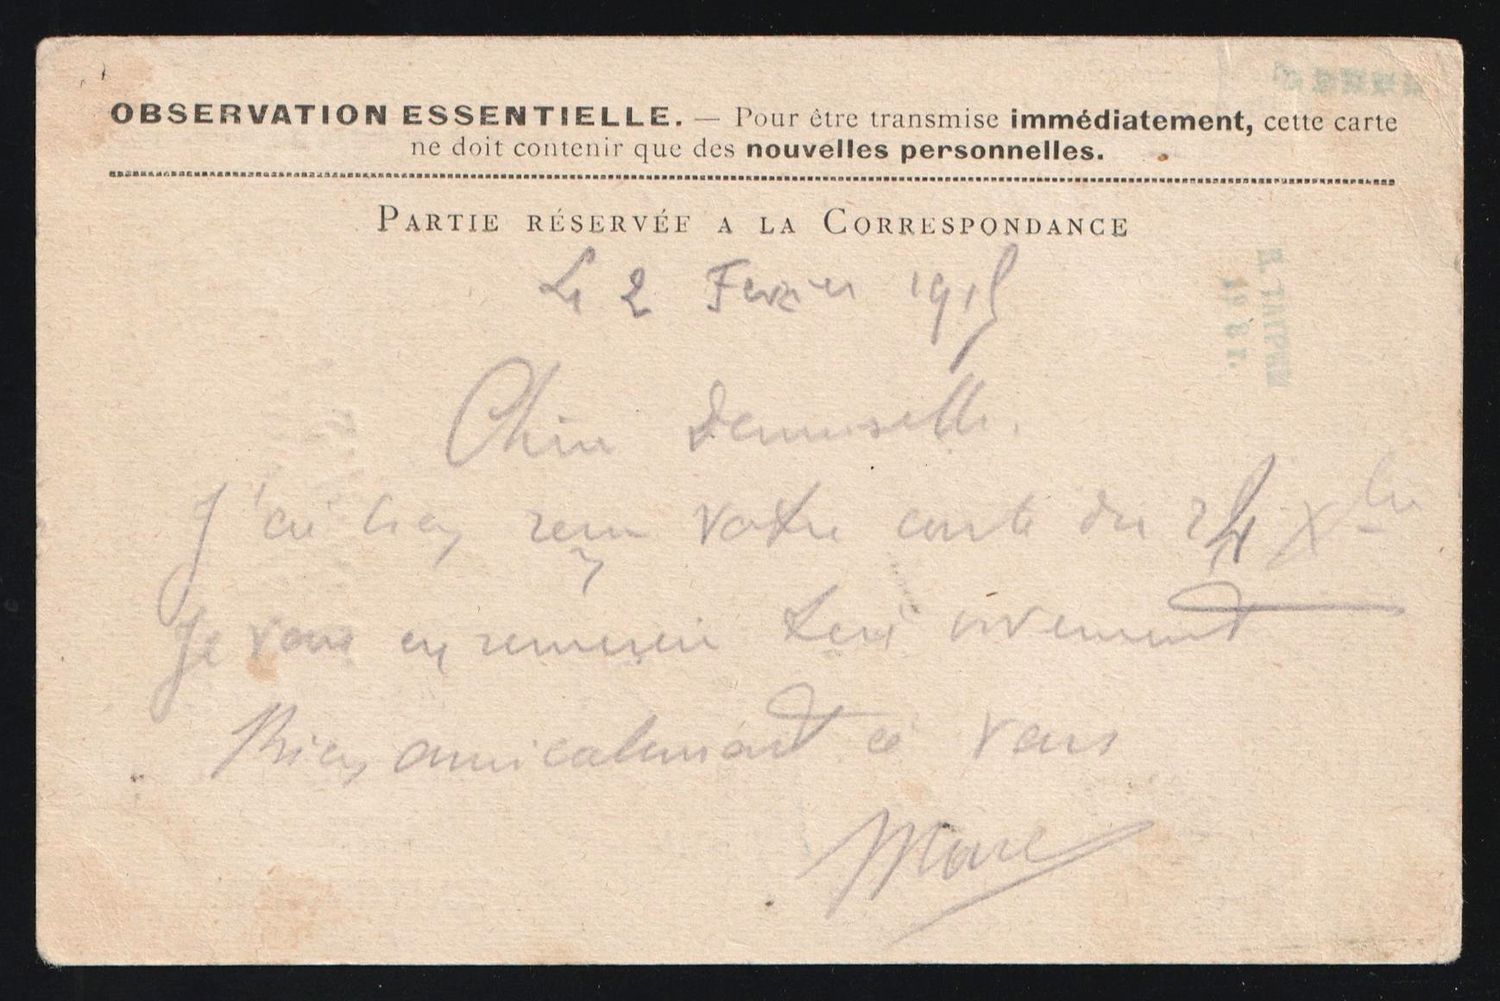 OBSERVATION ESSENTIELLE. — Pour être transmise immédiatement, cette carte
ne doit contenir que des nouvelles personnelles.
PARTIE RÉSERVÉE A LA CORRESPONDANCE
Le 2 Fevrier 1915
Chère Demoiselle.
J'ai bien reçu votre carte du 24 Xbre
Je vous en remercie très vivement
Bien amicalement à vous
Marc